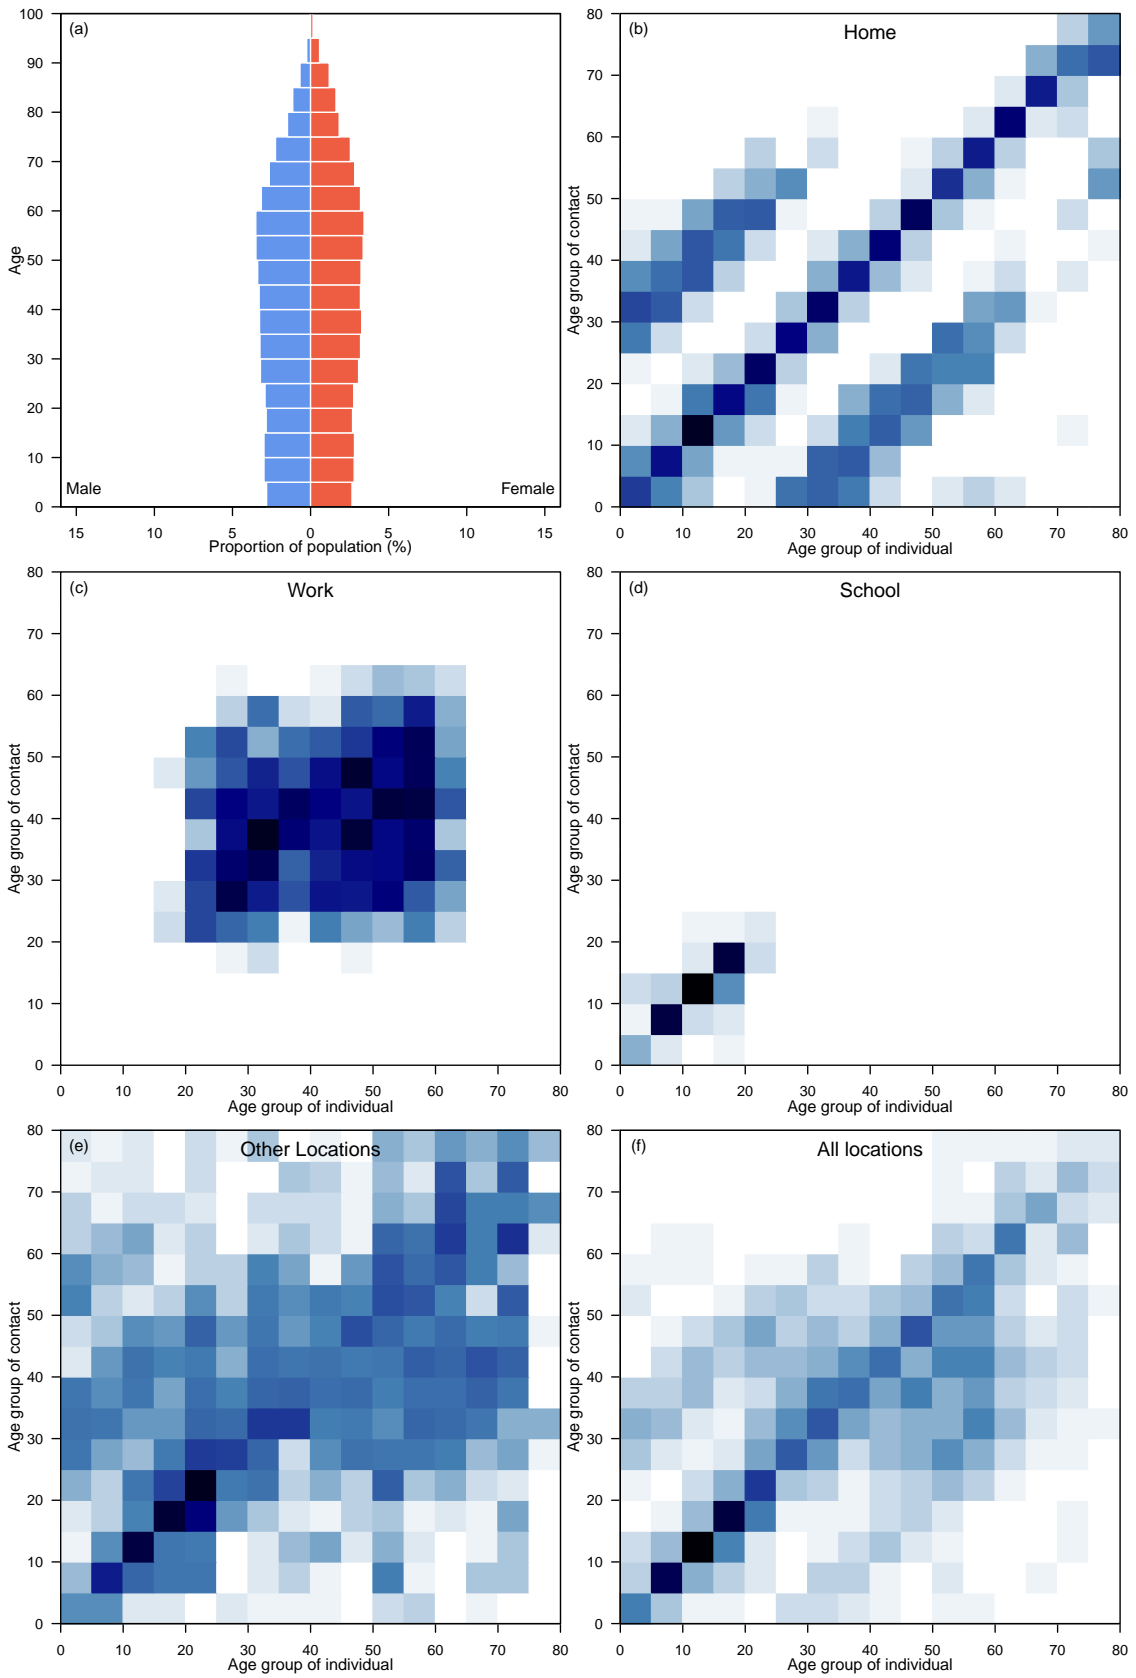 (a)
100
90
80
70
60
50
40
30
20
10
0
Age
Male
Female
15
10
5
0
5
10
15
Proportion of population (%)
(b)
Home
80
70
60
50
40
30
20
10
0
Age group of contact
0 10 20 30 40 50 60 70 80
Age group of individual
(c)
Work
80
70
60
50
40
30
20
10
0
Age group of contact
0 10 20 30 40 50 60 70 80
Age group of individual
(d)
School
80
70
60
50
40
30
20
10
0
Age group of contact
0 10 20 30 40 50 60 70 80
Age group of individual
(e)
Other Locations
80
70
60
50
40
30
20
10
0
Age group of contact
0 10 20 30 40 50 60 70 80
Age group of individual
(f)
All locations
80
70
60
50
40
30
20
10
0
Age group of contact
0 10 20 30 40 50 60 70 80
Age group of individual